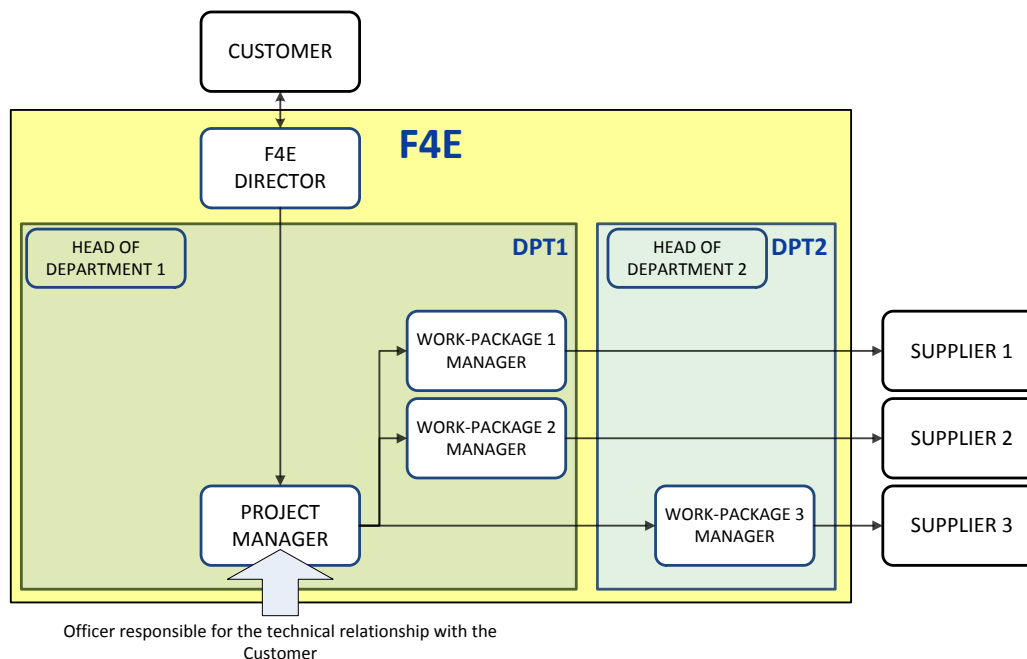 CUSTOMER
F4E
F4E
DIRECTOR
HEAD OF
DEPARTMENT 1
DPT1
HEAD OF
DEPARTMENT 2
DPT2
WORK-PACKAGE 1
MANAGER
SUPPLIER 1
WORK-PACKAGE 2
MANAGER
SUPPLIER 2
PROJECT
MANAGER
WORK-PACKAGE 3
MANAGER
SUPPLIER 3
Officer responsible for the technical relationship with the
Customer